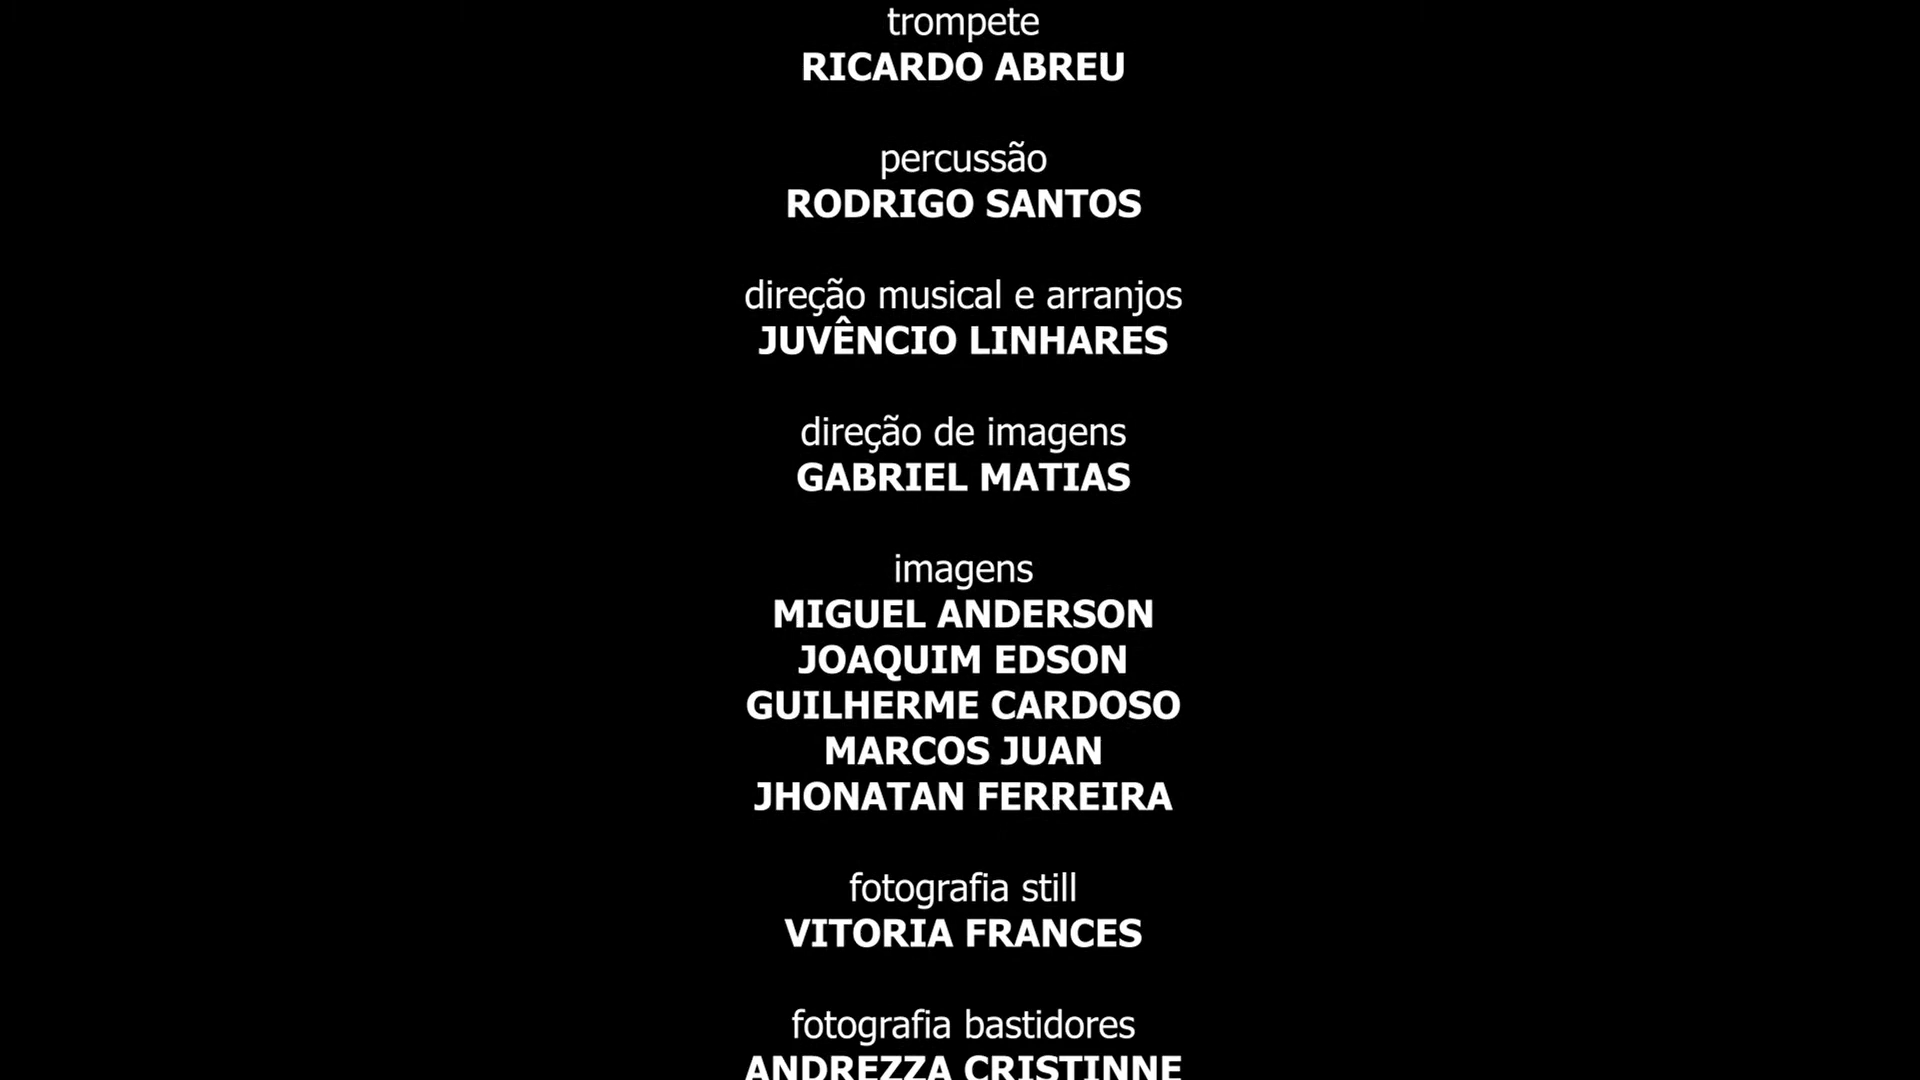 trompete
RICARDO ABREU
percussão
RODRIGO SANTOS
direção musical e arranjos
JUVÊNCIO LINHARES
direção de imagens
GABRIEL MATIAS
imagens
MIGUEL ANDERSON
JOAQUIM EDSON
GUILHERME CARDOSO
MARCOS JUAN
JHONATAN FERREIRA
fotografia still
VITORIA FRANCES
fotografia bastidores
ANDREZZA CRISTINNE